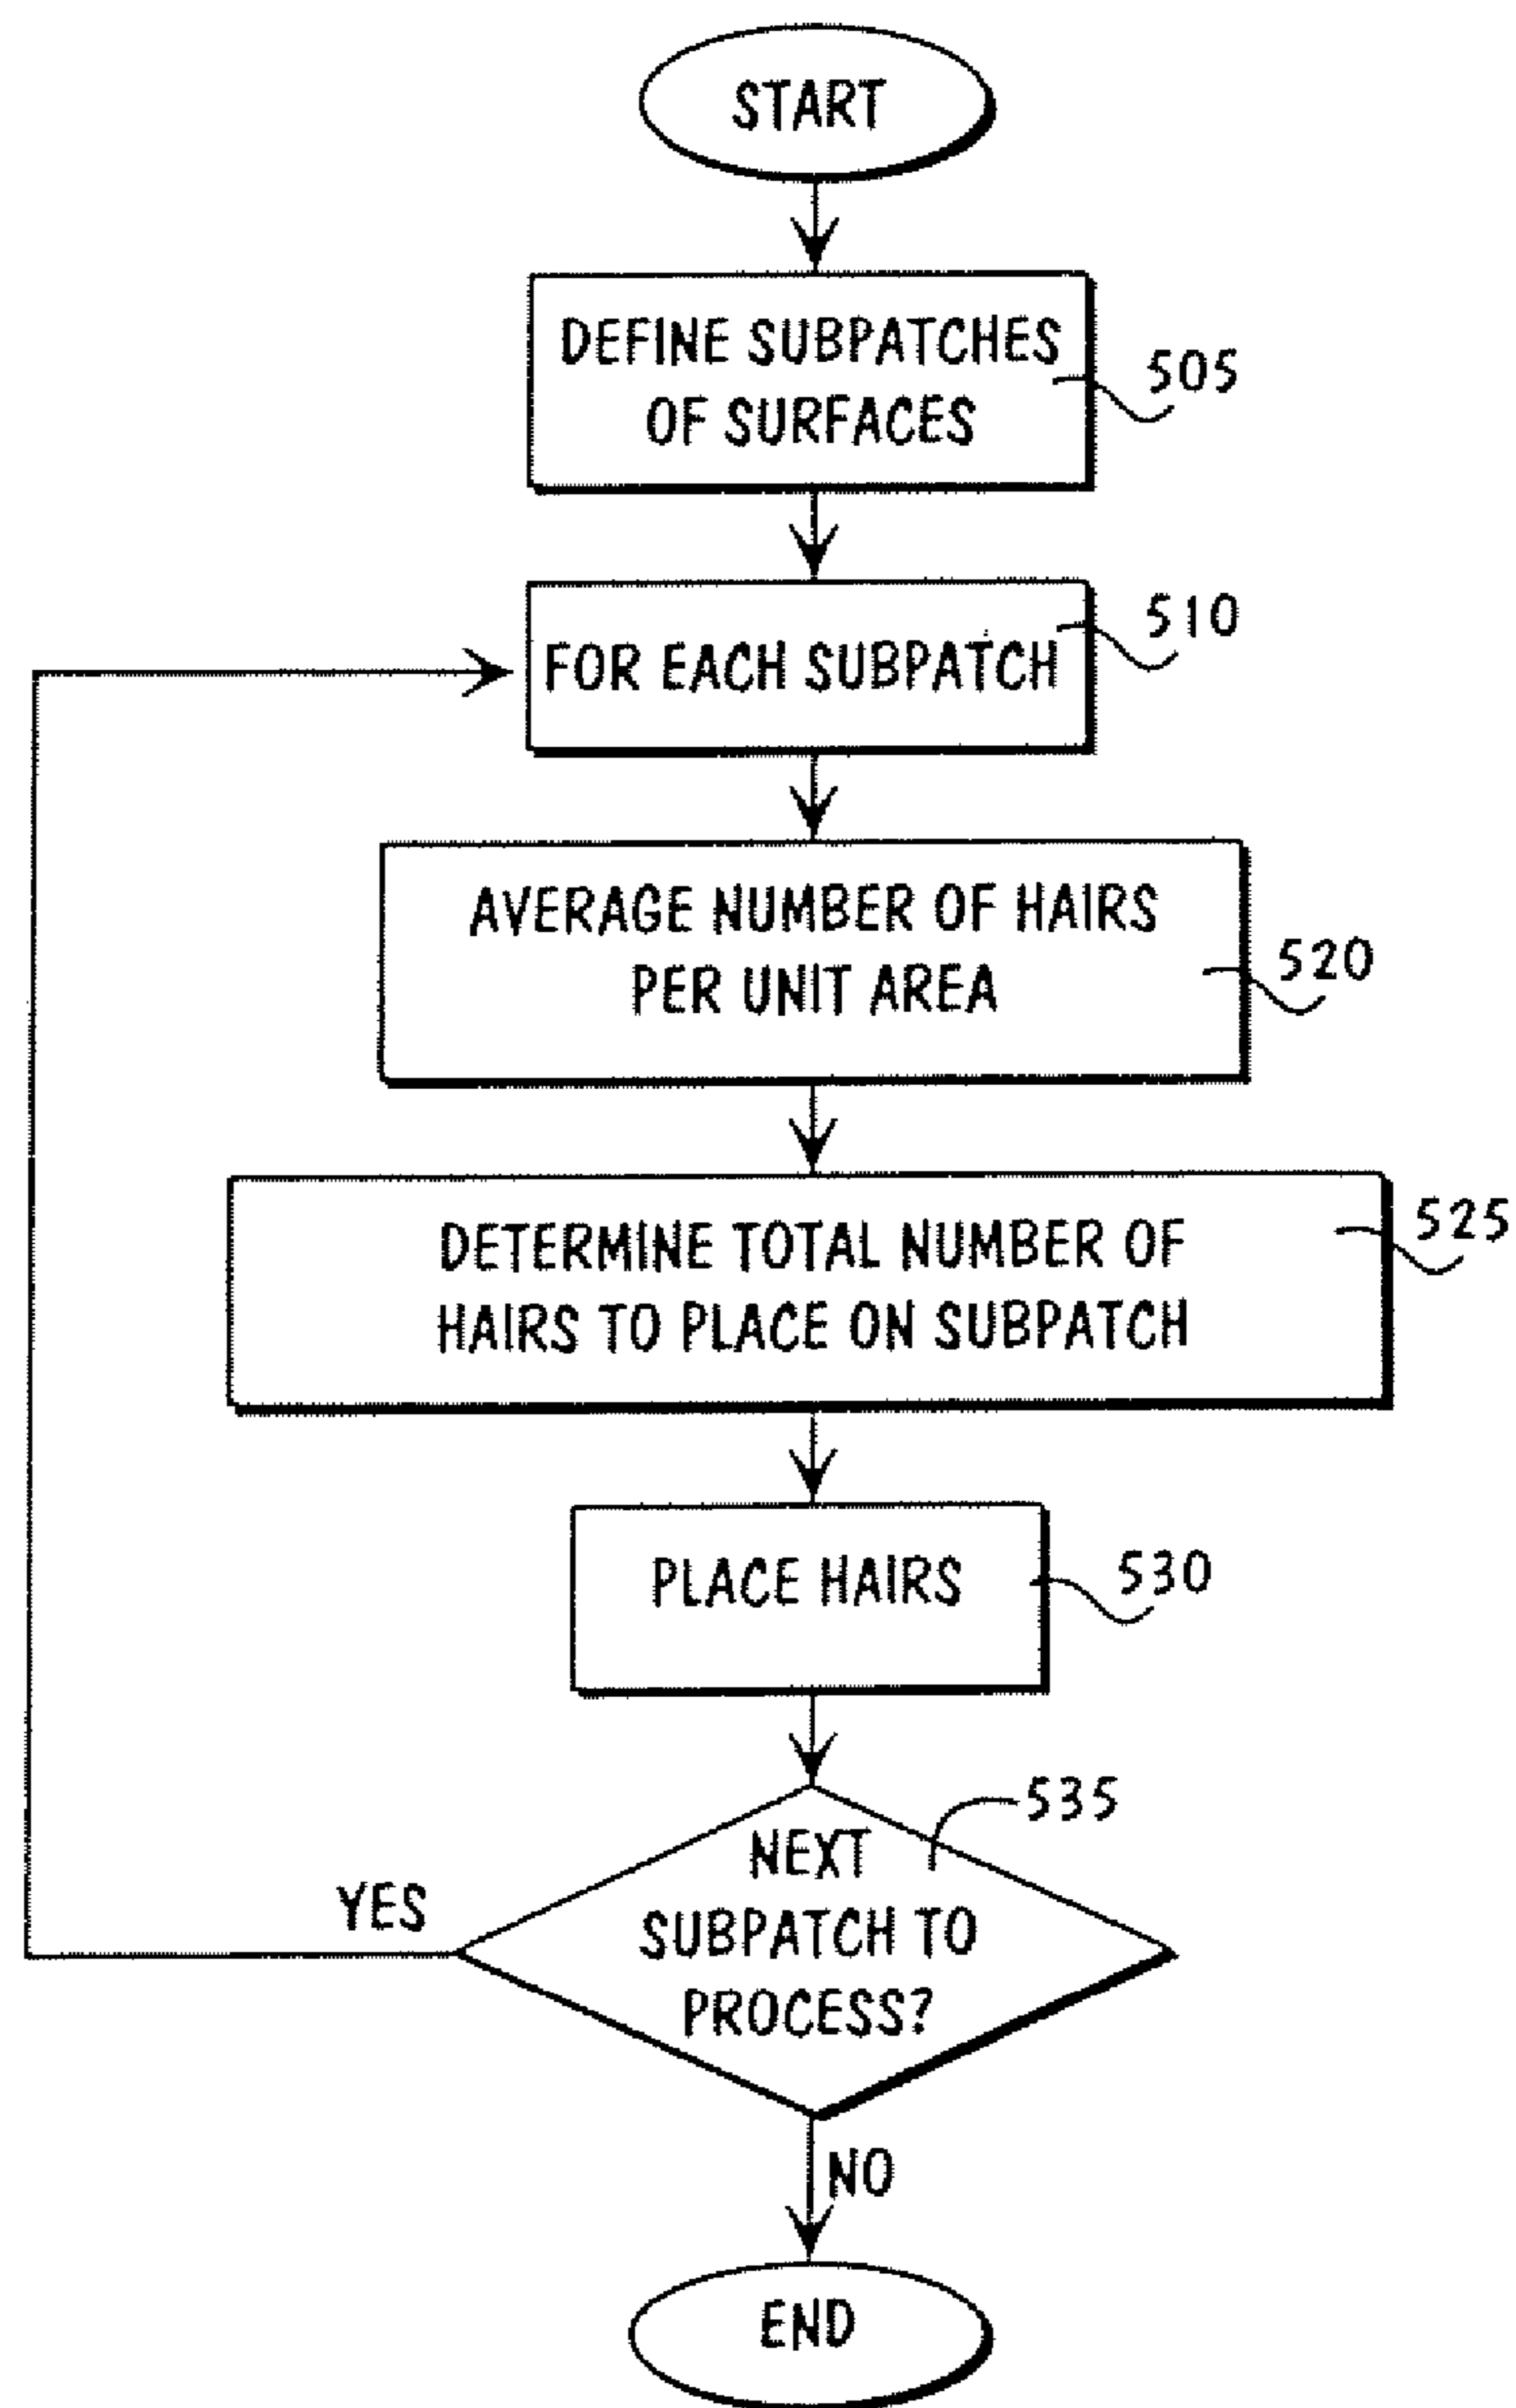 START
DEFINE SUBPATCHES
OF SURFACES
505
FOR EACH SUBPATCH
510
AVERAGE NUMBER OF HAIRS
PER UNIT AREA
520
DETERMINE TOTAL NUMBER OF
HAIRS TO PLACE ON SUBPATCH
525
PLACE HAIRS
530
NEXT
SUBPATCH TO
PROCESS?
535
YES
NO
END